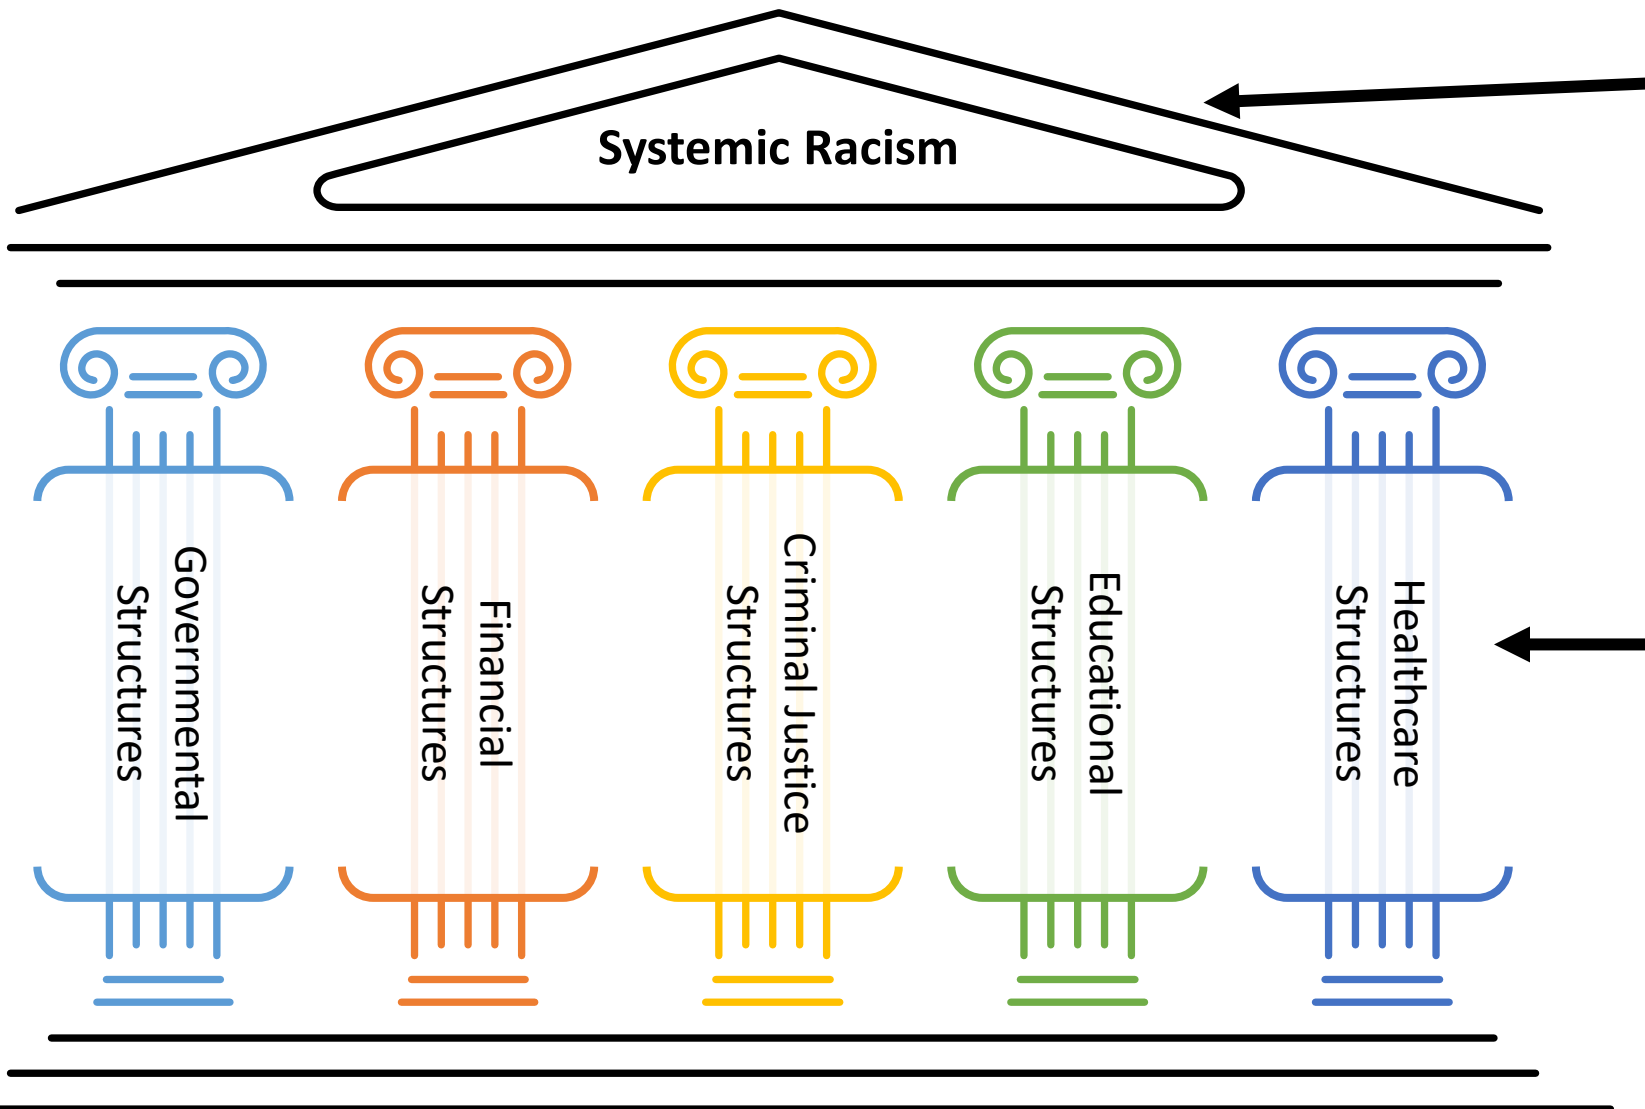 Systemic Racism
Governmental
Structures
Financial
Structures
Criminal Justice
Structures
Educational
Structures
Healthcare
Structures